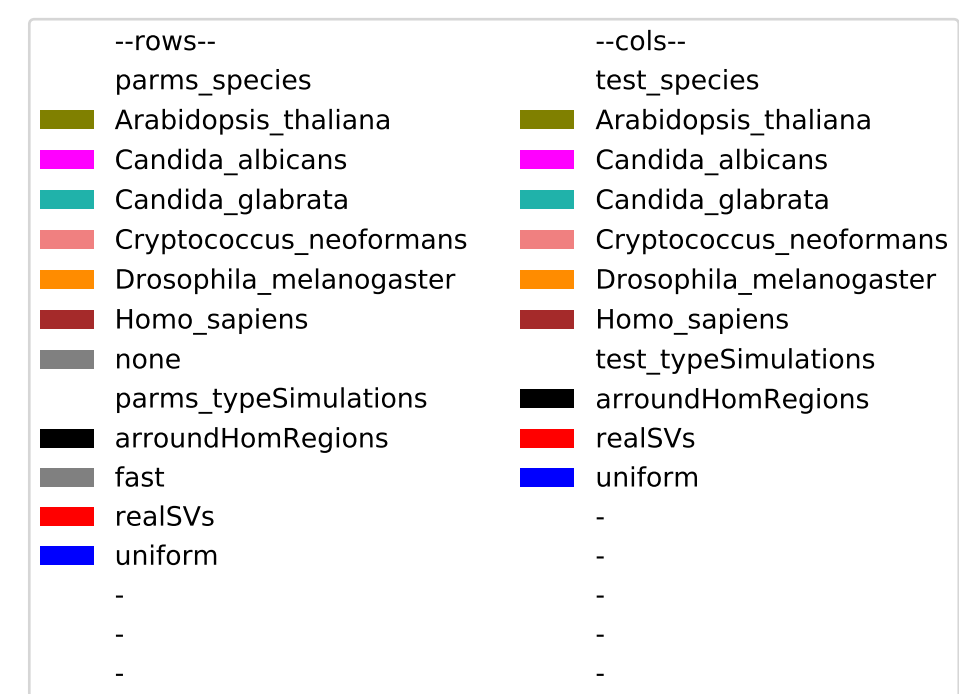 --rows--
parms_species
Arabidopsis_thaliana
Candida_albicans
Candida_glabrata
Cryptococcus_neoformans
Drosophila_melanogaster
Homo_sapiens
none
parms_typeSimulations
arroundHomRegions
fast
realSVs
uniform
-
-
-
--cols--
test_species
Arabidopsis_thaliana
Candida_albicans
Candida_glabrata
Cryptococcus_neoformans
Drosophila_melanogaster
Homo_sapiens
test_typeSimulations
arroundHomRegions
realSVs
uniform
-
-
-
-
-